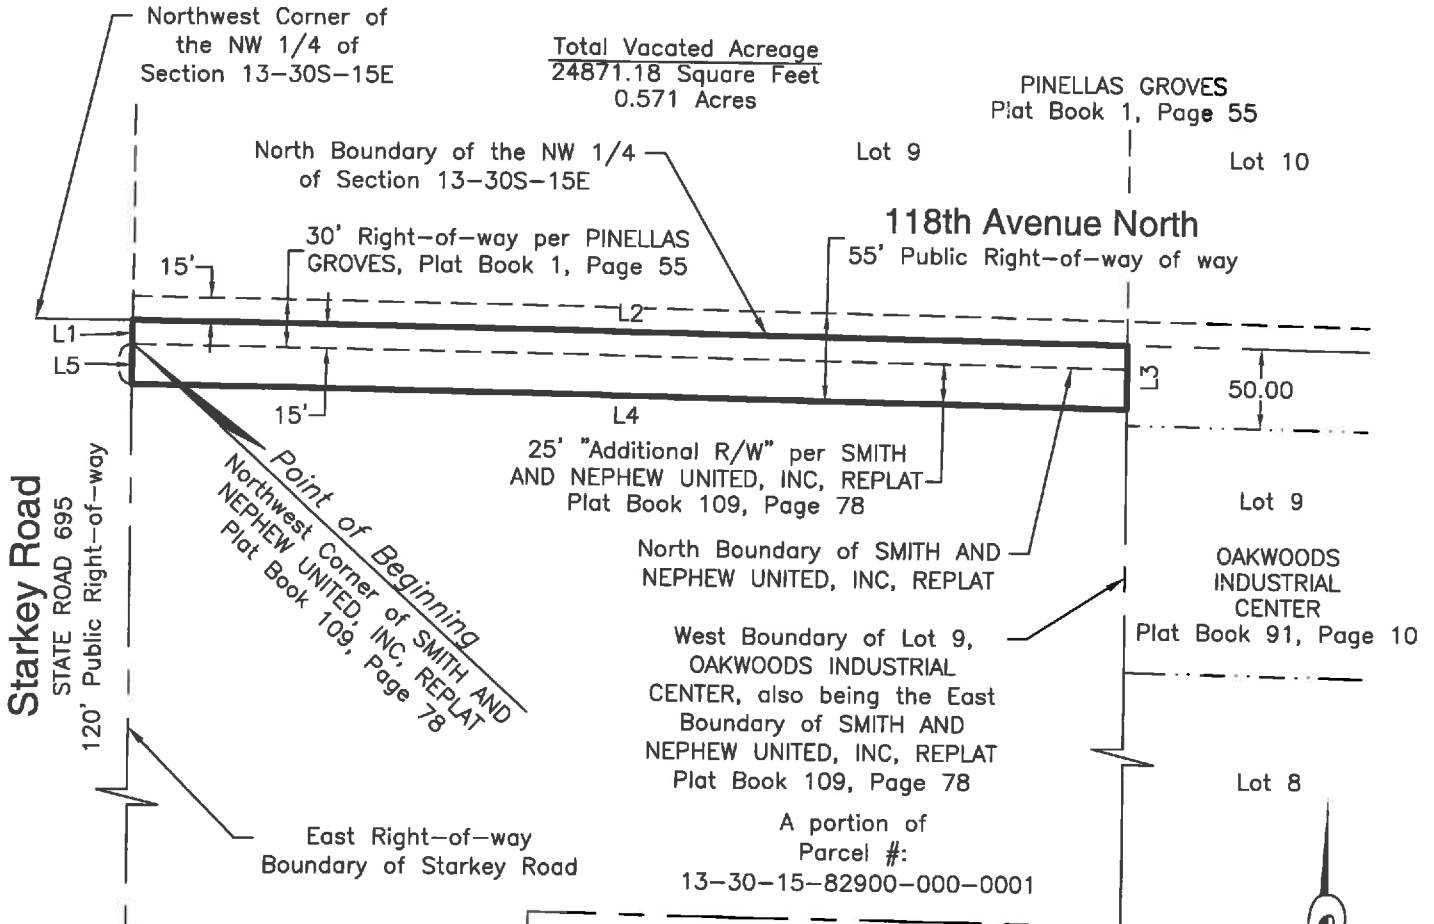 Northwest Corner of
the NW 1/4 of
Section 13-30S-15E
Total Vacated Acreage
24871.18 Square Feet
0.571 Acres
PINELLAS GROVES
Plat Book 1, Page 55
North Boundary of the NW 1/4
of Section 13-30S-15E
Lot 9
Lot 10
118th Avenue North
55' Public Right-of-way of way
30' Right-of-way per PINELLAS
GROVES, Plat Book 1, Page 55
15'
L2
L1
L5
L3
50.00
15'
L4
25' "Additional R/W" per SMITH
AND NEPHEW UNITED, INC, REPLAT
Plat Book 109, Page 78
Point of Beginning
Northwest Corner of SMITH AND
NEPHEW UNITED, INC, REPLAT
Plat Book 109, Page 78
Starkey Road
STATE ROAD 695
120' Public Right-of-way
North Boundary of SMITH AND
NEPHEW UNITED, INC, REPLAT
Lot 9
OAKWOODS
INDUSTRIAL
CENTER
Plat Book 91, Page 10
West Boundary of Lot 9,
OAKWOODS INDUSTRIAL
CENTER, also being the East
Boundary of SMITH AND
NEPHEW UNITED, INC, REPLAT
Plat Book 109, Page 78
Lot 8
East Right-of-way
Boundary of Starkey Road
A portion of
Parcel #:
13-30-15-82900-000-0001